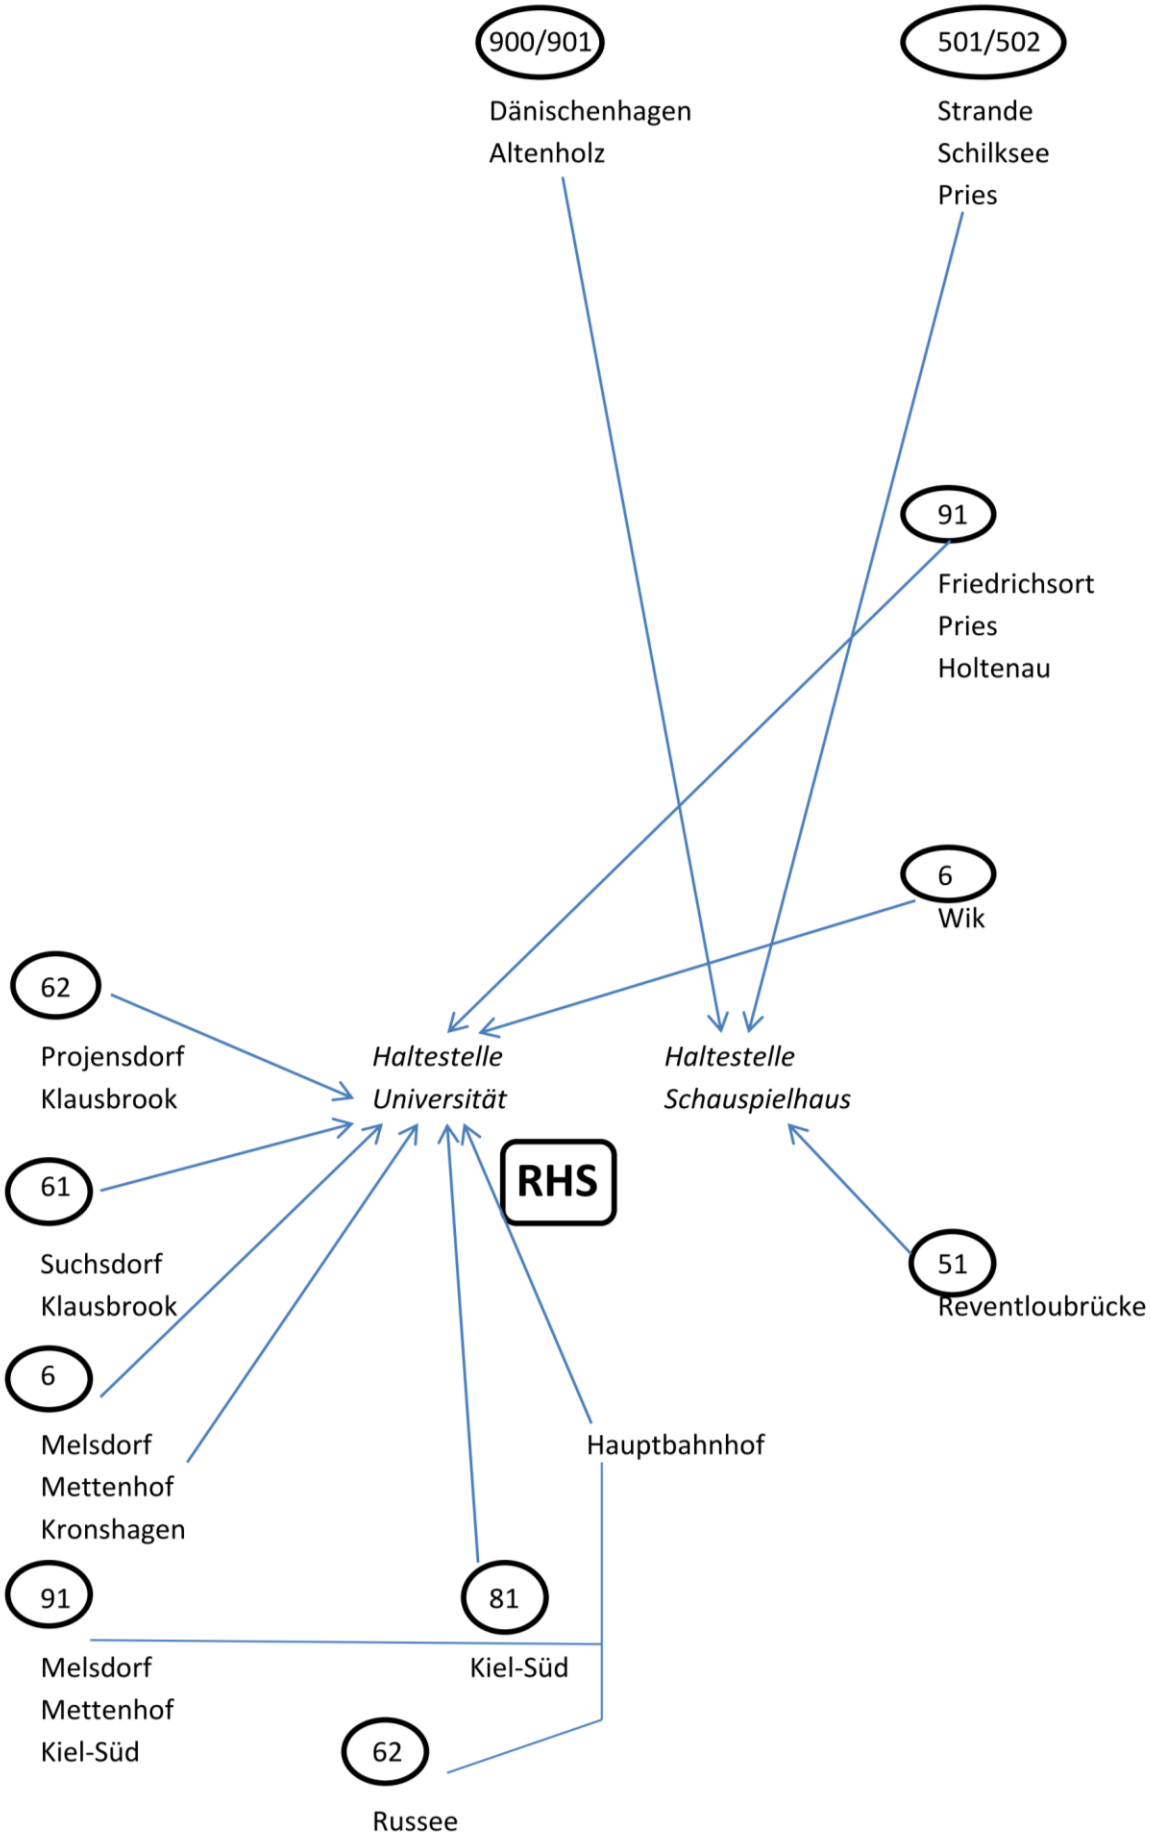 900/901
Dänischenhagen
Altenholz
501/502
Strande
Schilksee
Pries
91
Friedrichsort
Pries
Holtenau
6
Wik
62
Projensdorf
Klausbrook
Haltestelle
Universität
Haltestelle
Schauspielhaus
RHS
61
Suchsdorf
Klausbrook
51
Reventloubrücke
6
Melsdorf
Mettenhof
Kronshagen
Hauptbahnhof
91
Melsdorf
Mettenhof
Kiel-Süd
81
Kiel-Süd
62
Russee